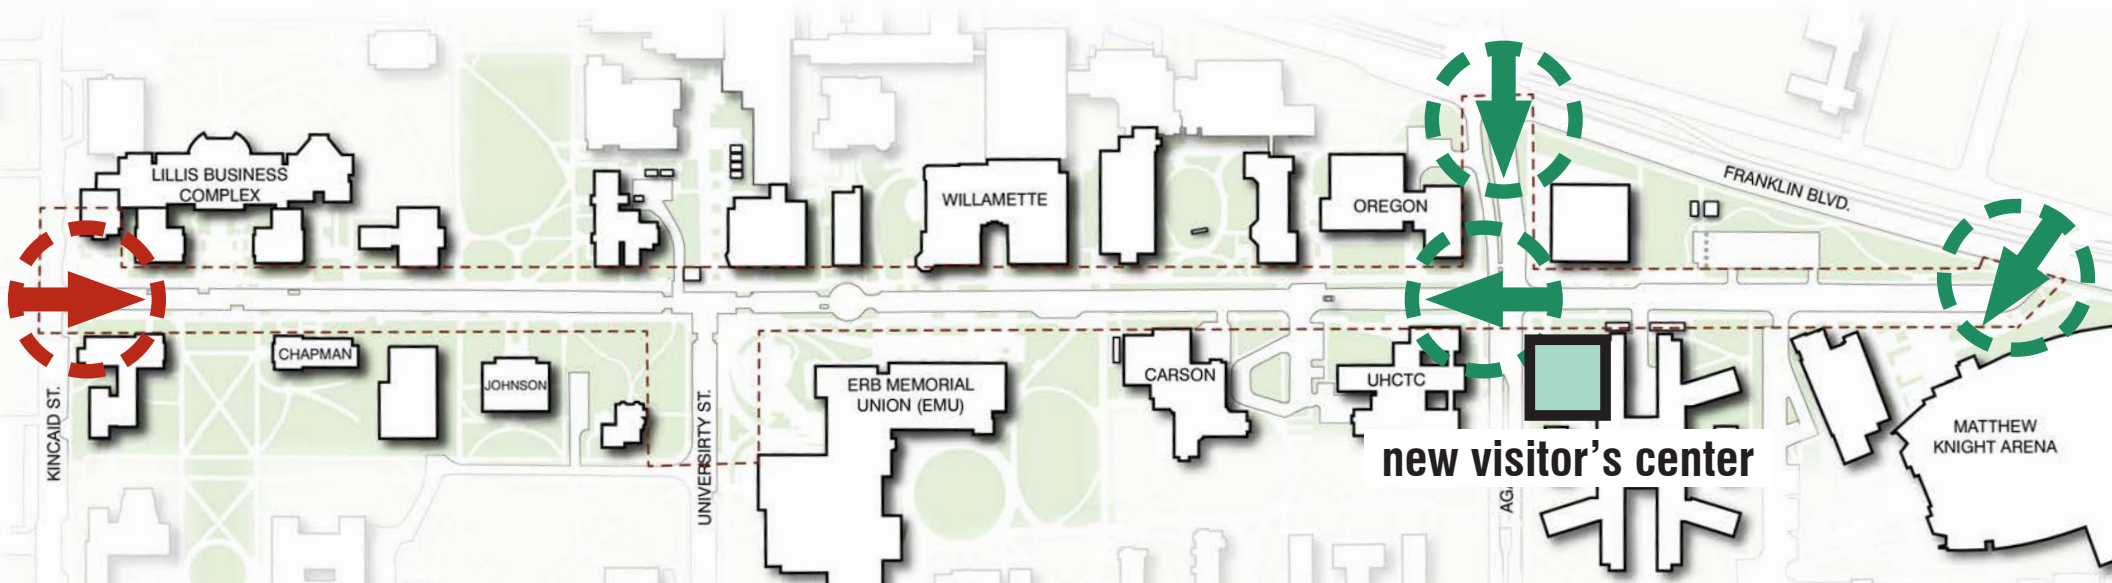 LILLIS BUSINESS
COMPLEX
WILLAMETTE
OREGON
FRANKLIN BLVD.
CHAPMAN
JOHNSON
ERB MEMORIAL
UNION (EMU)
CARSON
UHCTC
MATTHEW
KNIGHT ARENA
KINCAID ST.
UNIVERSIRTY ST.
new visitor's center